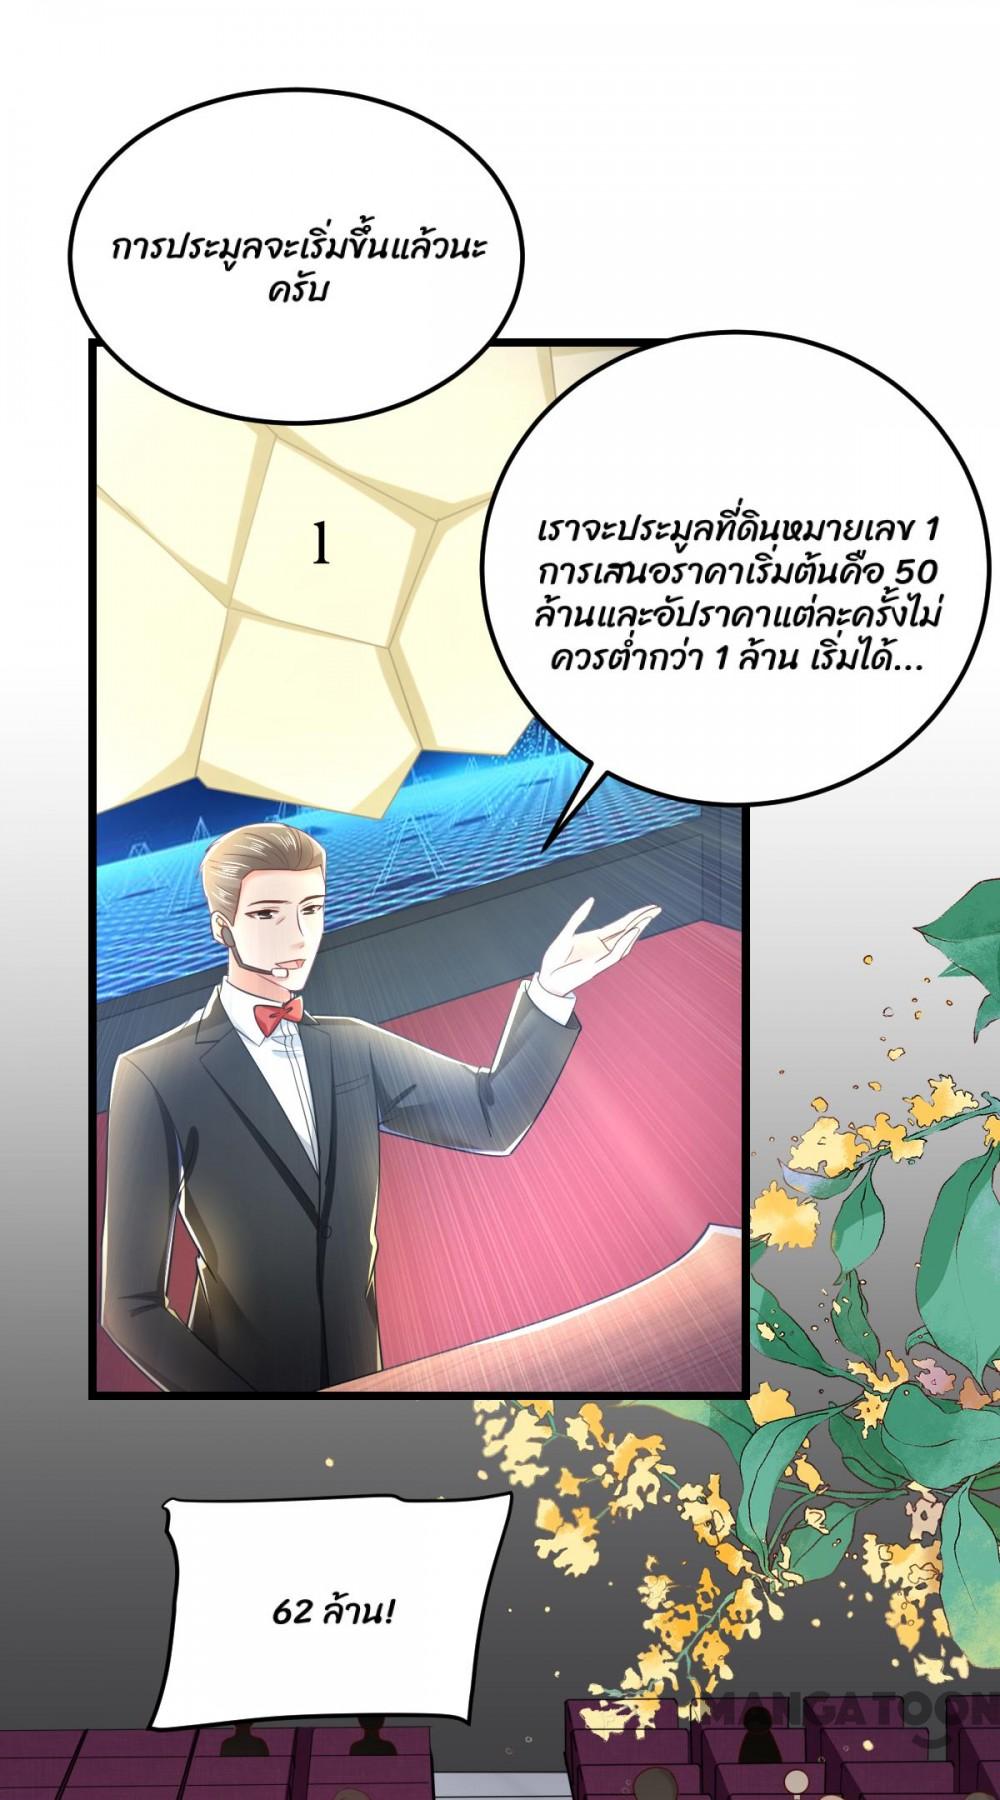 การประมูลจะเริ่มขึ้นแล้วนะ
ครับ
1
เราจะประมูลที่ดินหมายเลข 1
การเสนอราคาเริ่มต้นคือ 50
ล้านและอัปราคาแต่ละครั้งไม่
ควรต่ำกว่า 1 ล้าน เริ่มได้...
62 ล้าน!
MANGATOON